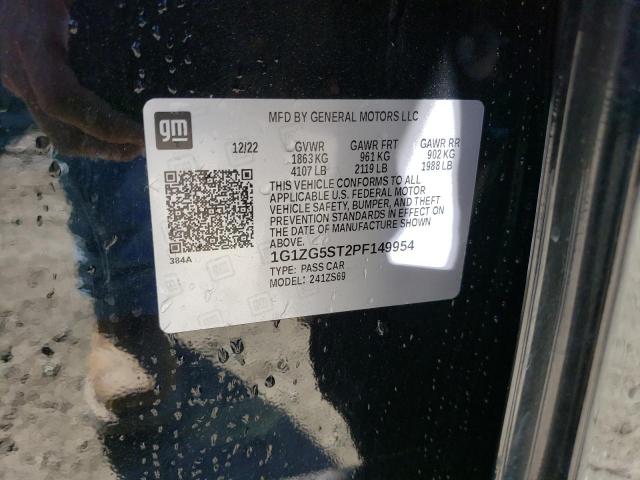 gm
MFD BY GENERAL MOTORS LLC
12/22 GVWR GAWR FRT GAWR RR
1863 KG 961 KG 902 KG
4107 LB 2119 LB 1988 LB
THIS VEHICLE CONFORMS TO ALL
APPLICABLE U.S. FEDERAL MOTOR
VEHICLE SAFETY, BUMPER, AND THEFT
PREVENTION STANDARDS IN EFFECT ON
THE DATE OF MANUFACTURE SHOWN
ABOVE.
384A
1G1ZG5ST2PF149954
TYPE: PASS CAR
MODEL: 241ZS69